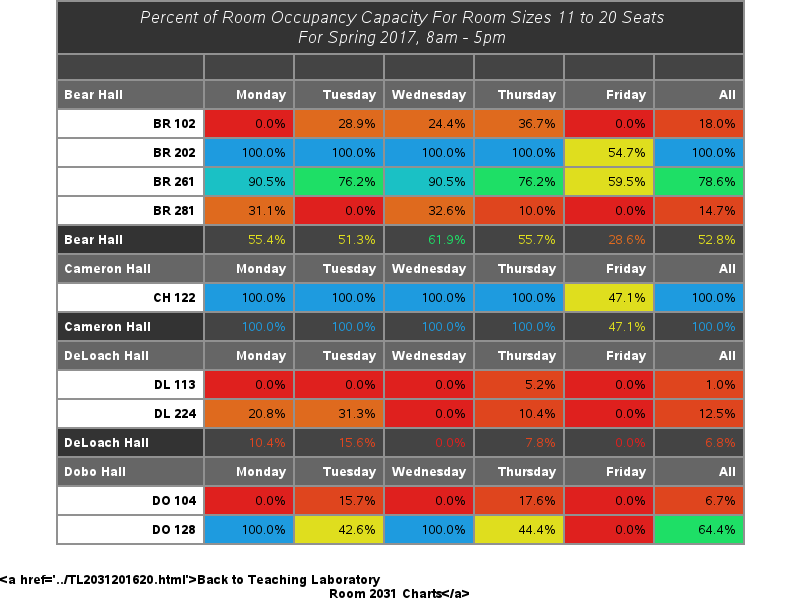 Percent of Room Occupancy Capacity For Room Sizes 11 to 20 Seats
For Spring 2017, 8am - 5pm
Bear Hall Monday Tuesday Wednesday Thursday Friday All
BR 102 0.0% 28.9% 24.4% 36.7% 0.0% 18.0%
BR 202 100.0% 100.0% 100.0% 100.0% 54.7% 100.0%
BR 261 90.5% 76.2% 90.5% 76.2% 59.5% 78.6%
BR 281 31.1% 0.0% 32.6% 10.0% 0.0% 14.7%
Bear Hall 55.4% 51.3% 61.9% 55.7% 28.6% 52.8%
Cameron Hall Monday Tuesday Wednesday Thursday Friday All
CH 122 100.0% 100.0% 100.0% 100.0% 47.1% 100.0%
Cameron Hall 100.0% 100.0% 100.0% 100.0% 47.1% 100.0%
DeLoach Hall Monday Tuesday Wednesday Thursday Friday All
DL 113 0.0% 0.0% 0.0% 5.2% 0.0% 1.0%
DL 224 20.8% 31.3% 0.0% 10.4% 0.0% 12.5%
DeLoach Hall 10.4% 15.6% 0.0% 7.8% 0.0% 6.8%
Dobo Hall Monday Tuesday Wednesday Thursday Friday All
DO 104 0.0% 15.7% 0.0% 17.6% 0.0% 6.7%
DO 128 100.0% 42.6% 100.0% 44.4% 0.0% 64.4%
<a href='../TL2031201620.html'>Back to Teaching Laboratory
Room 2031 Charts</a>